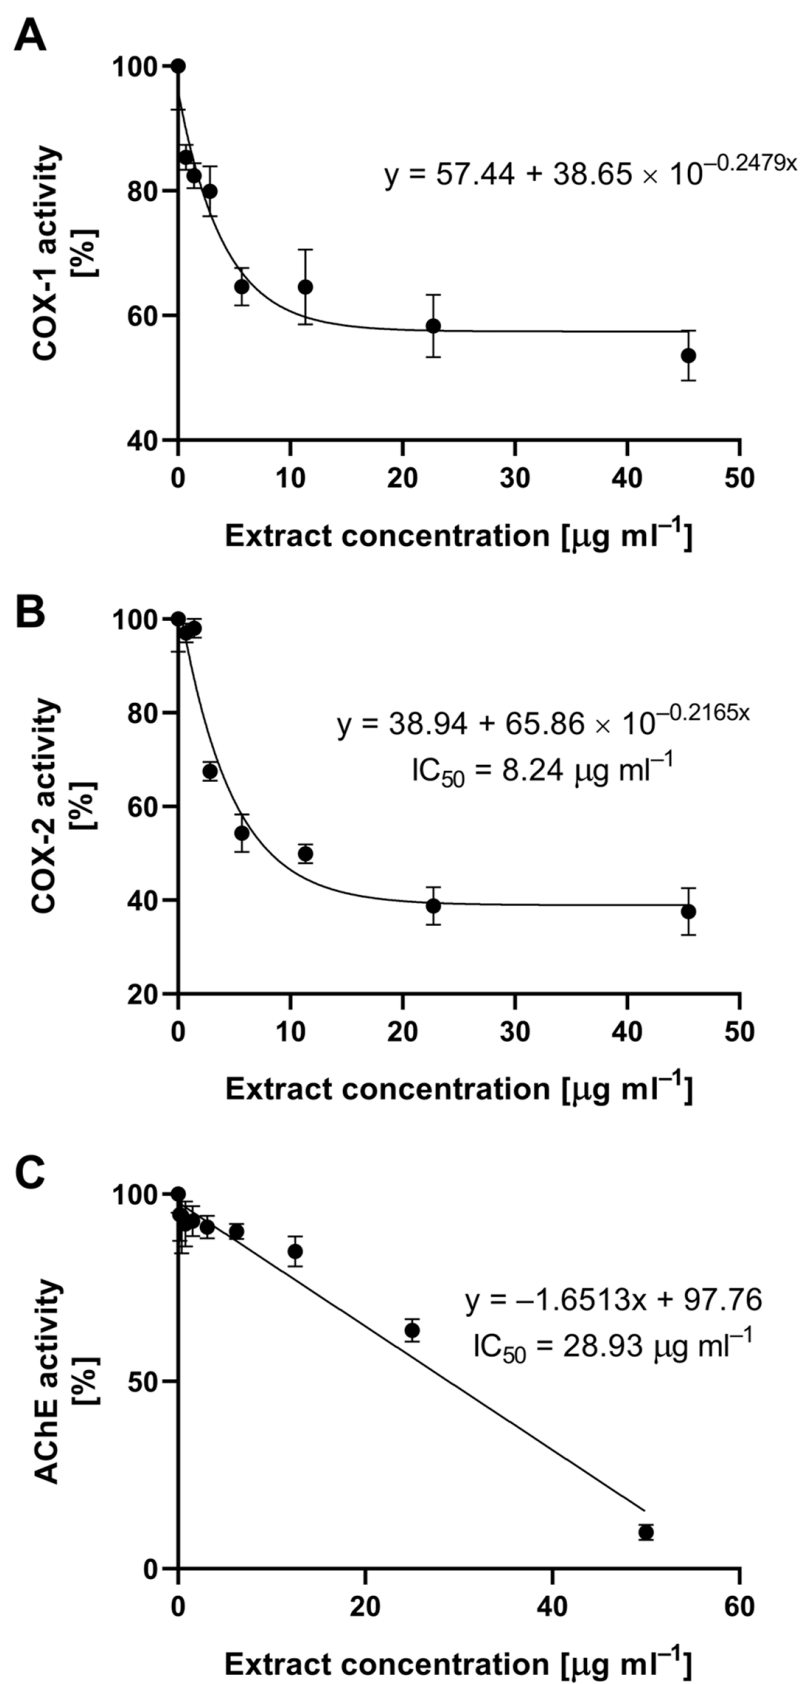 A
100
80
60
40
COX-1 activity
[%]
y = 57.44 + 38.65 × 10⁻⁰·²⁴⁷⁹ˣ
0 10 20 30 40 50
Extract concentration [μg ml⁻¹]
B
100
80
60
40
20
COX-2 activity
[%]
y = 38.94 + 65.86 × 10⁻⁰·²¹⁶⁵ˣ
IC₅₀ = 8.24 μg ml⁻¹
0 10 20 30 40 50
Extract concentration [μg ml⁻¹]
C
100
50
0
AChE activity
[%]
y = –1.6513x + 97.76
IC₅₀ = 28.93 μg ml⁻¹
0 20 40 60
Extract concentration [μg ml⁻¹]